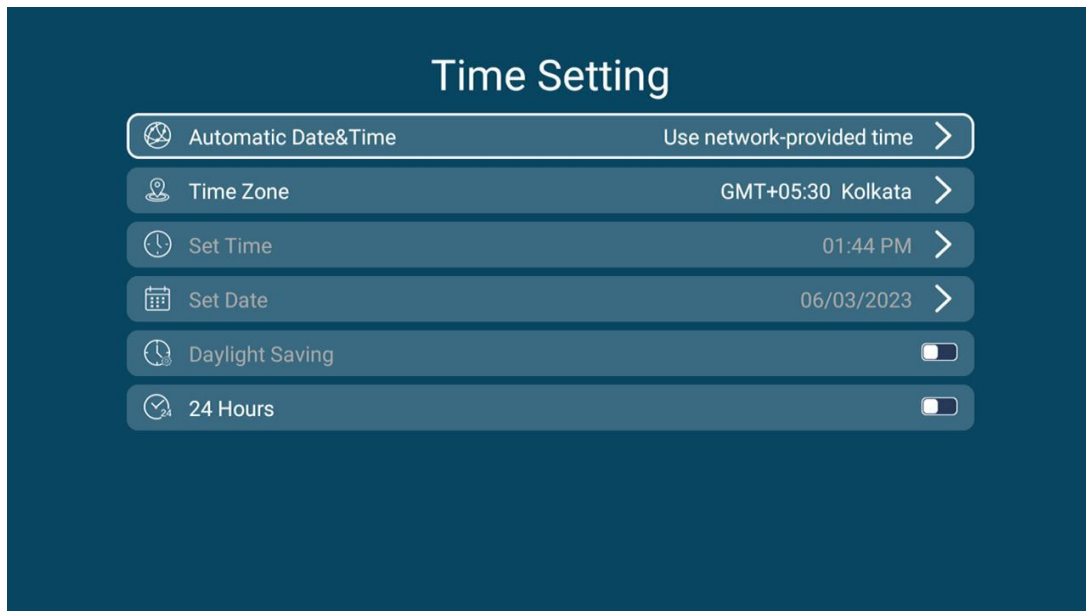 Time Setting
Automatic Date&Time Use network-provided time
Time Zone GMT+05:30 Kolkata
Set Time 01:44 PM
Set Date 06/03/2023
Daylight Saving
24 24 Hours